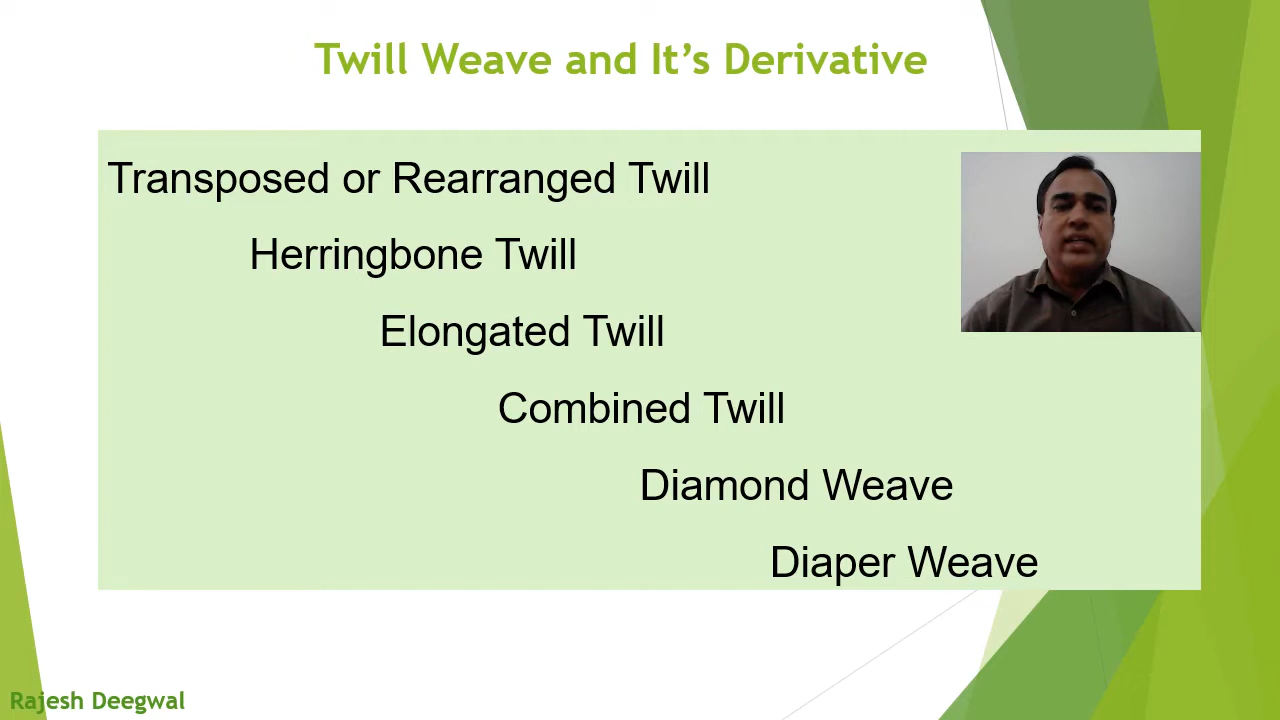 Twill Weave and It’s Derivative
Transposed or Rearranged Twill
Herringbone Twill
Elongated Twill
Combined Twill
Diamond Weave
Diaper Weave
Rajesh Deegwal